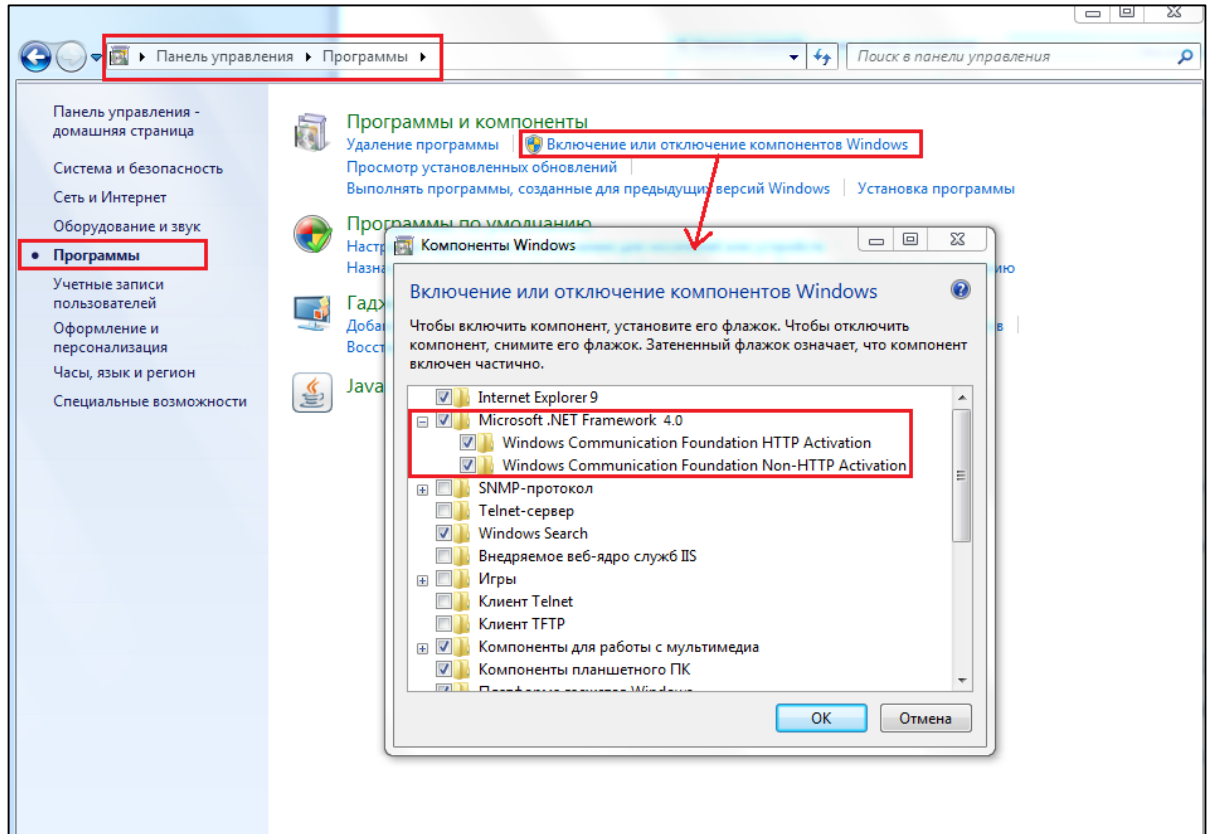 Панель управления ▸ Программы ▸
Поиск в панели управления
Панель управления -
домашняя страница
Система и безопасность
Сеть и Интернет
Оборудование и звук
Программы
Учетные записи
пользователей
Оформление и
персонализация
Часы, язык и регион
Специальные возможности
Программы и компоненты
Удаление программы
Включение или отключение компонентов Windows
Просмотр установленных обновлений
Выполнять программы, созданные для предыдущих версий Windows
Установка программы
Программы по умолчанию
Java
Компоненты Windows
Включение или отключение компонентов Windows
Чтобы включить компонент, установите его флажок. Чтобы отключить
компонент, снимите его флажок. Затененный флажок означает, что компонент
включен частично.
Internet Explorer 9
Microsoft .NET Framework 4.0
Windows Communication Foundation HTTP Activation
Windows Communication Foundation Non-HTTP Activation
SNMP-протокол
Telnet-сервер
Windows Search
Внедряемое веб-ядро служб IIS
Игры
Клиент Telnet
Клиент TFTP
Компоненты для работы с мультимедиа
Компоненты планшетного ПК
OK
Отмена